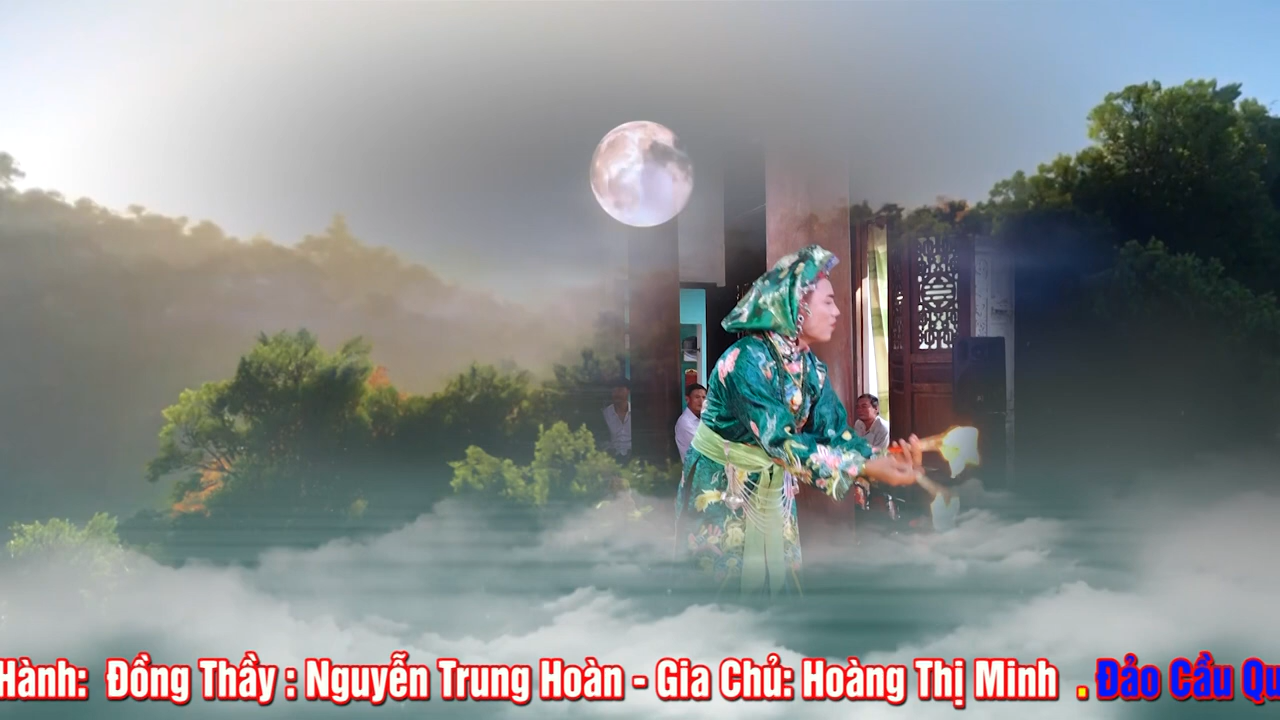 Hành: Đồng Thầy : Nguyễn Trung Hoàn - Gia Chủ: Hoàng Thị Minh . Đảo Cầu